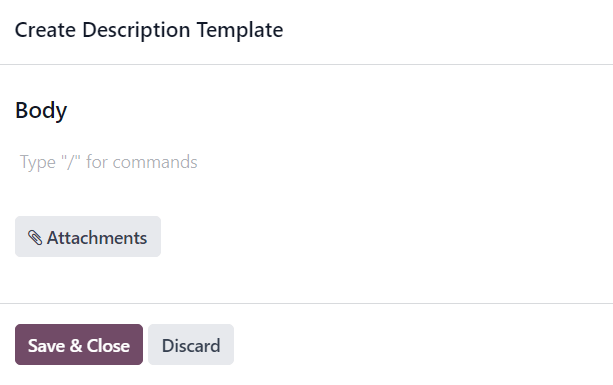 Create Description Template
Body
Type "/" for commands
Attachments
Save & Close
Discard